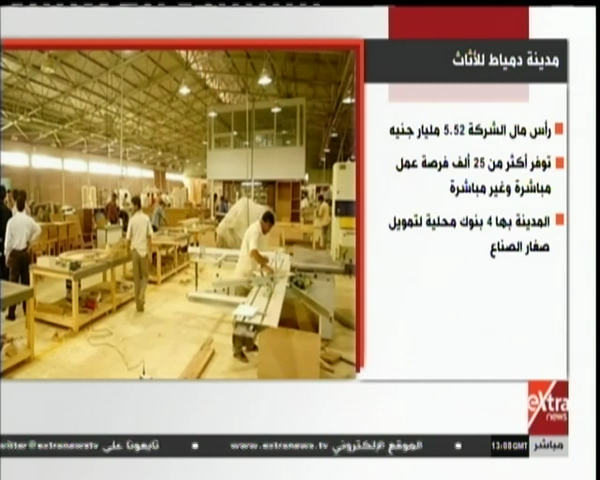 مدينة دمياط للأثاث
رأس مال الشركة 5.52 مليار جنيه
توفر أكثر من 25 ألف فرصة عمل
مباشرة وغير مباشرة
المدينة بها 4 بنوك محلية لتمويل
صغار الصناع
extra
news
مباشر
13:08 GMT
الموقع الإلكتروني www.extranews.tv
تابعونا على witter@extranewstv